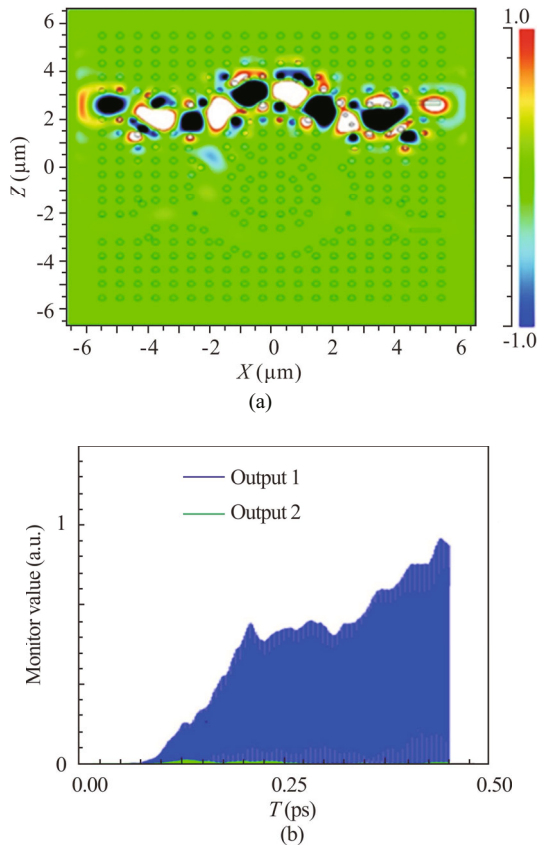 6
4
2
0
-2
-4
-6
Z (μm)
-6
-4
-2
0
2
4
6
X (μm)
1.0
-1.0
(a)
Output 1
Output 2
1
0
Monitor value (a.u.)
0.00
0.25
0.50
T (ps)
(b)